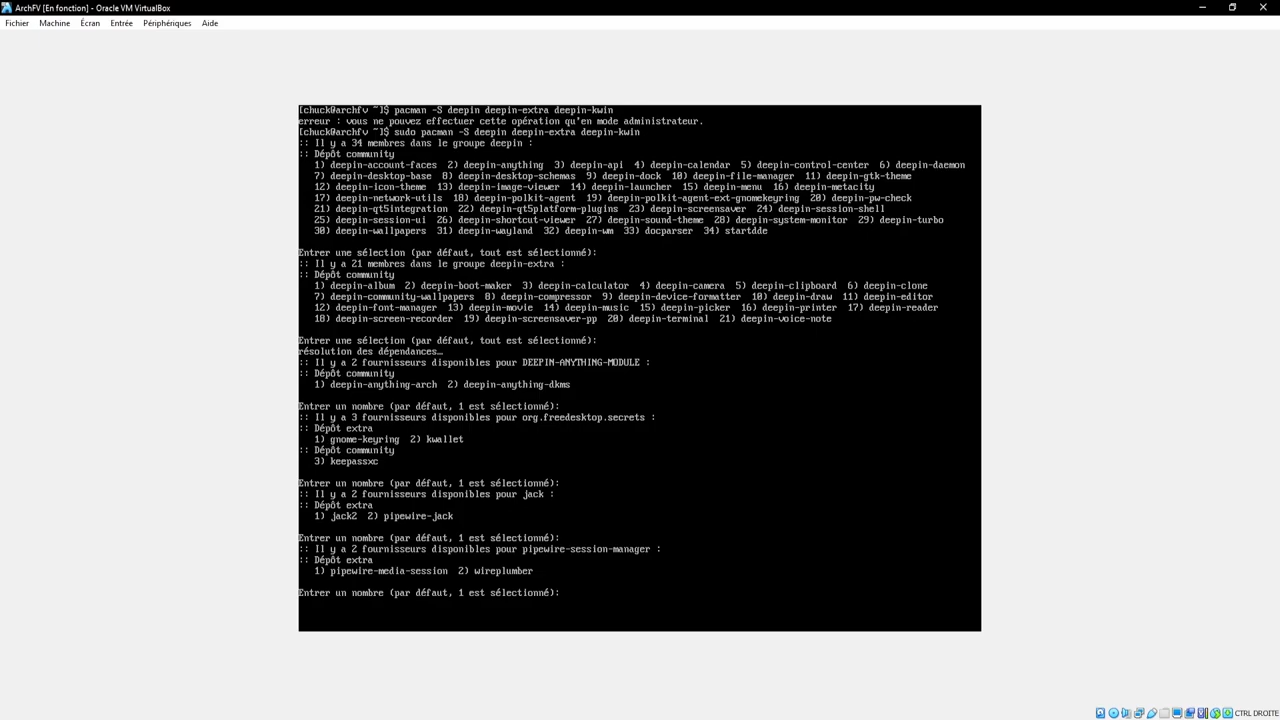 ArchFV [En fonction] - Oracle VM VirtualBox
Fichier Machine Écran Entrée Périphériques Aide
[chuck@archfv ~]$ pacman -S deepin deepin-extra deepin-kwin
erreur : vous ne pouvez effectuer cette opération qu'en mode administrateur.
[chuck@archfv ~]$ sudo pacman -S deepin deepin-extra deepin-kwin
:: Il y a 34 membres dans le groupe deepin :
:: Dépôt community
1) deepin-account-faces 2) deepin-anything 3) deepin-api 4) deepin-calendar 5) deepin-control-center 6) deepin-daemon
7) deepin-desktop-base 8) deepin-desktop-schemas 9) deepin-dock 10) deepin-file-manager 11) deepin-gtk-theme
12) deepin-icon-theme 13) deepin-image-viewer 14) deepin-launcher 15) deepin-menu 16) deepin-metacity
17) deepin-network-utils 18) deepin-polkit-agent 19) deepin-polkit-agent-ext-gnomekeyring 20) deepin-pw-check
21) deepin-qt5integration 22) deepin-qt5platform-plugins 23) deepin-screensaver 24) deepin-session-shell
25) deepin-session-ui 26) deepin-shortcut-viewer 27) deepin-sound-theme 28) deepin-system-monitor 29) deepin-turbo
30) deepin-wallpapers 31) deepin-wayland 32) deepin-wm 33) docparser 34) startdde
Entrer une sélection (par défaut, tout est sélectionné):
:: Il y a 21 membres dans le groupe deepin-extra :
:: Dépôt community
1) deepin-album 2) deepin-boot-maker 3) deepin-calculator 4) deepin-camera 5) deepin-clipboard 6) deepin-clone
7) deepin-community-wallpapers 8) deepin-compressor 9) deepin-device-formatter 10) deepin-draw 11) deepin-editor
12) deepin-font-manager 13) deepin-movie 14) deepin-music 15) deepin-picker 16) deepin-printer 17) deepin-reader
18) deepin-screen-recorder 19) deepin-screensaver-pp 20) deepin-terminal 21) deepin-voice-note
Entrer une sélection (par défaut, tout est sélectionné):
résolution des dépendances…
:: Il y a 2 fournisseurs disponibles pour DEEPIN-ANYTHING-MODULE :
:: Dépôt community
1) deepin-anything-arch 2) deepin-anything-dkms
Entrer un nombre (par défaut, 1 est sélectionné):
:: Il y a 3 fournisseurs disponibles pour org.freedesktop.secrets :
:: Dépôt extra
1) gnome-keyring 2) kwallet
:: Dépôt community
3) keepassxc
Entrer un nombre (par défaut, 1 est sélectionné):
:: Il y a 2 fournisseurs disponibles pour jack :
:: Dépôt extra
1) jack2 2) pipewire-jack
Entrer un nombre (par défaut, 1 est sélectionné):
:: Il y a 2 fournisseurs disponibles pour pipewire-session-manager :
:: Dépôt extra
1) pipewire-media-session 2) wireplumber
Entrer un nombre (par défaut, 1 est sélectionné):
CTRL DROITE